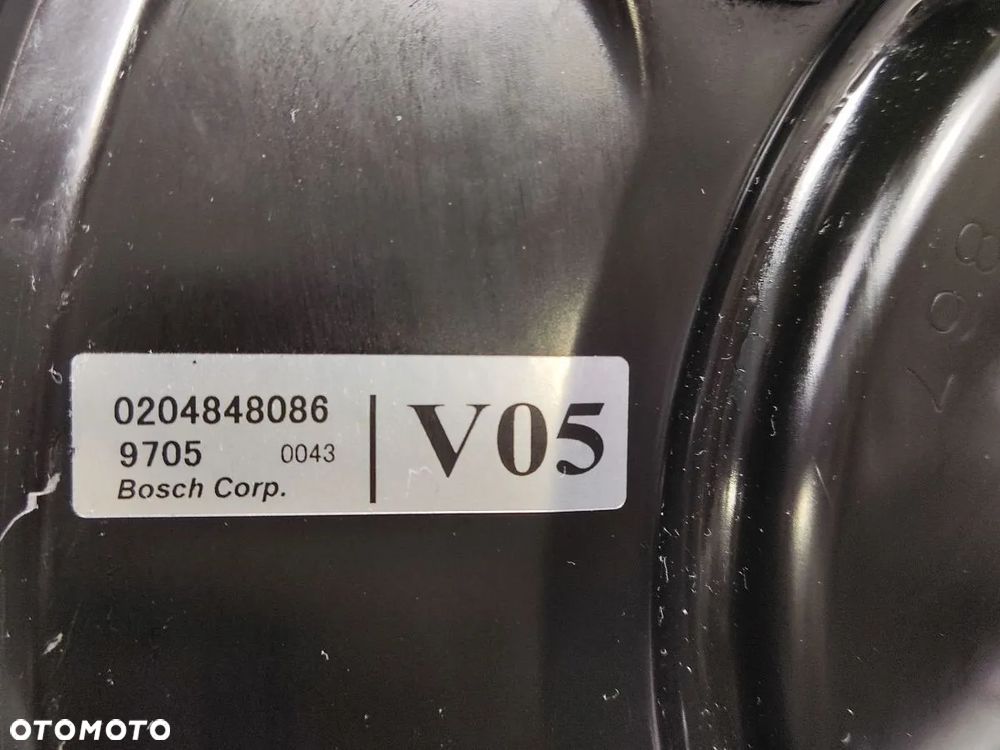 0204848086
9705 0043
Bosch Corp.
V05
OTOMOTO